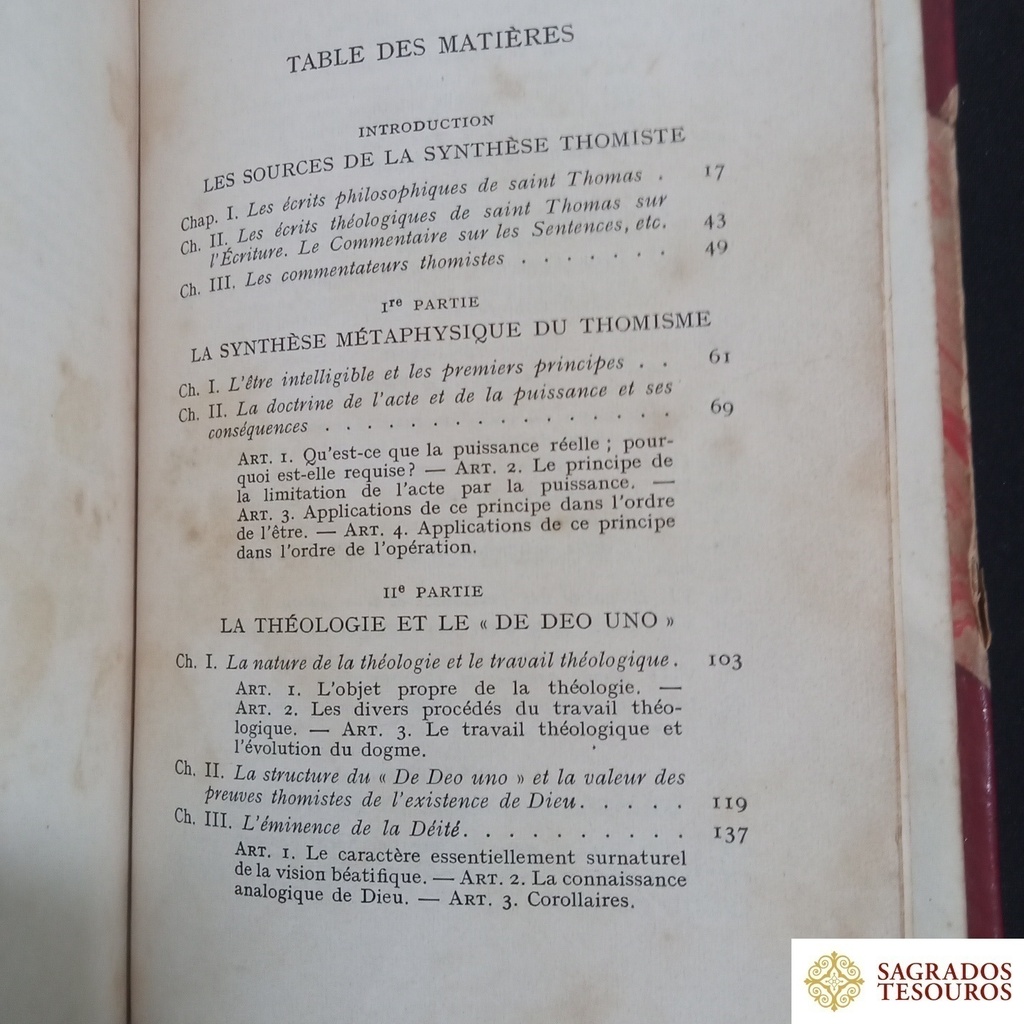 TABLE DES MATIÈRES
INTRODUCTION
LES SOURCES DE LA SYNTHÈSE THOMISTE
Chap. I. Les écrits philosophiques de saint Thomas . 17
Ch. II. Les écrits théologiques de saint Thomas sur
l'Écriture. Le Commentaire sur les Sentences, etc. 43
Ch. III. Les commentateurs thomistes . . . . . . . 49
Ire PARTIE
LA SYNTHÈSE MÉTAPHYSIQUE DU THOMISME
Ch. I. L'être intelligible et les premiers principes . . 61
Ch. II. La doctrine de l'acte et de la puissance et ses
conséquences . . . . . . . . . . . . . . 69
ART. 1. Qu'est-ce que la puissance réelle ; pour-
quoi est-elle requise? — ART. 2. Le principe de
la limitation de l'acte par la puissance. —
ART. 3. Applications de ce principe dans l'ordre
de l'être. — ART. 4. Applications de ce principe
dans l'ordre de l'opération.
IIe PARTIE
LA THÉOLOGIE ET LE « DE DEO UNO »
Ch. I. La nature de la théologie et le travail théologique. 103
ART. 1. L'objet propre de la théologie. —
ART. 2. Les divers procédés du travail théo-
logique. — ART. 3. Le travail théologique et
l'évolution du dogme.
Ch. II. La structure du « De Deo uno » et la valeur des
preuves thomistes de l'existence de Dieu. . . . . 119
Ch. III. L'éminence de la Déité. . . . . . . . . . 137
ART. 1. Le caractère essentiellement surnaturel
de la vision béatifique. — ART. 2. La connaissance
analogique de Dieu. — ART. 3. Corollaires.
SAGRADOS
TESOUROS